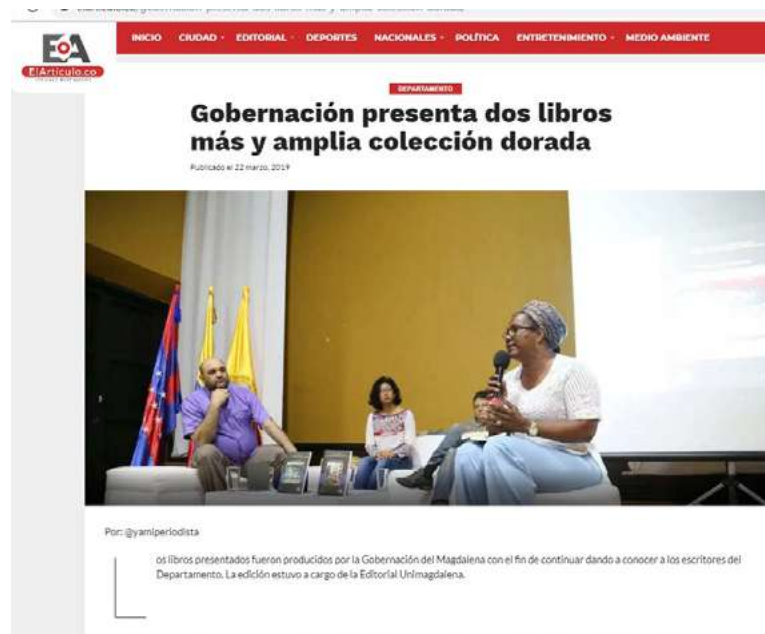 EA
ElArticulo.co
INICIO CIUDAD EDITORIAL DEPORTES NACIONALES POLÍTICA ENTRETENIMIENTO MEDIO AMBIENTE
DEPARTAMENTO
Gobernación presenta dos libros
más y amplia colección dorada
Publicado el 22 marzo, 2019
Por: @yamiperiodista
os libros presentados fueron producidos por la Gobernación del Magdalena con el fin de continuar dando a conocer a los escritores del
Departamento. La edición estuvo a cargo de la Editorial Unimagdalena.